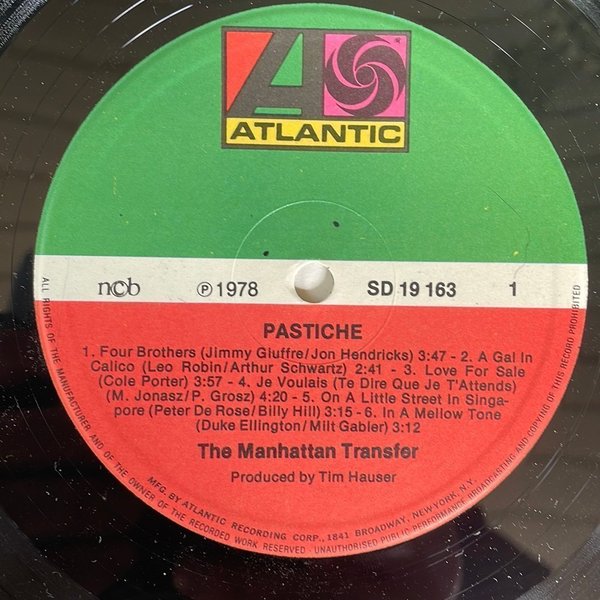 ATLANTIC
ncb
℗ 1978
SD 19 163
1
PASTICHE
1. Four Brothers (Jimmy Giuffre/Jon Hendricks) 3:47 - 2. A Gal In
Calico (Leo Robin/Arthur Schwartz) 2:41 - 3. Love For Sale
(Cole Porter) 3:57 - 4. Je Voulais (Te Dire Que Je T'Attends)
(M. Jonasz/P. Grosz) 4:20 - 5. On A Little Street In Singa-
pore (Peter De Rose/Billy Hill) 3:15 - 6. In A Mellow Tone
(Duke Ellington/Milt Gabler) 3:12
The Manhattan Transfer
Produced by Tim Hauser
MFG. BY ATLANTIC RECORDING CORP., 1841 BROADWAY, NEW YORK, N.Y.
ALL RIGHTS OF THE MANUFACTURER AND OF THE OWNER OF THE RECORDED WORK RESERVED - UNAUTHORISED PUBLIC PERFORMANCE BROADCASTING AND COPYING OF THIS RECORD PROHIBITED